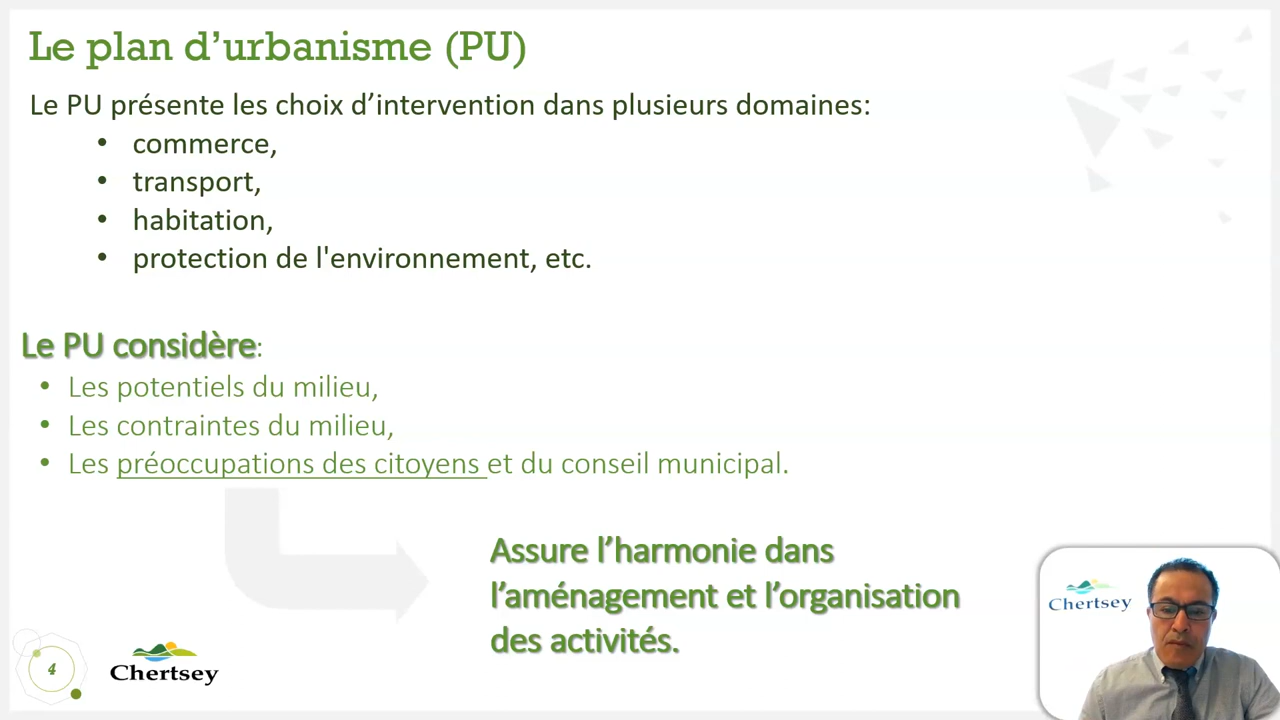 Le plan d’urbanisme (PU)
Le PU présente les choix d’intervention dans plusieurs domaines:
• commerce,
• transport,
• habitation,
• protection de l'environnement, etc.
Le PU considère:
• Les potentiels du milieu,
• Les contraintes du milieu,
• Les préoccupations des citoyens et du conseil municipal.
Assure l’harmonie dans
l’aménagement et l’organisation
des activités.
4
Chertsey
Chertsey